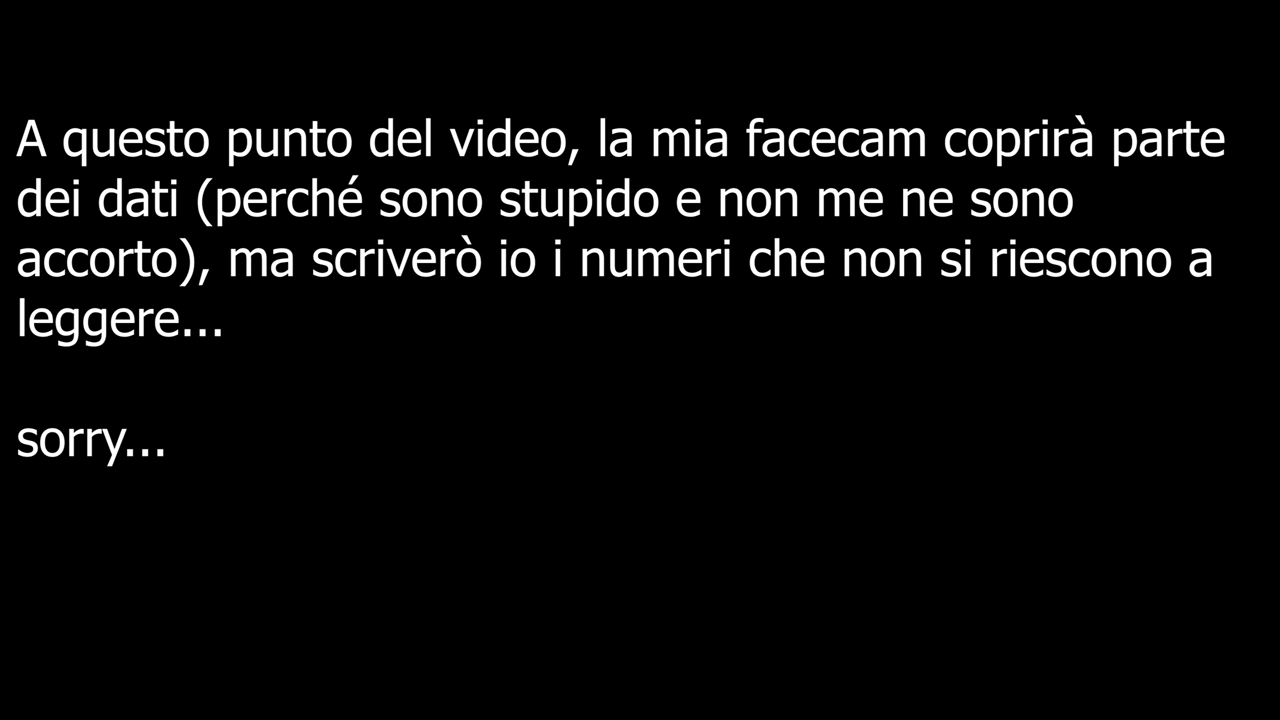 A questo punto del video, la mia facecam coprirà parte
dei dati (perché sono stupido e non me ne sono
accorto), ma scriverò io i numeri che non si riescono a
leggere...
sorry...